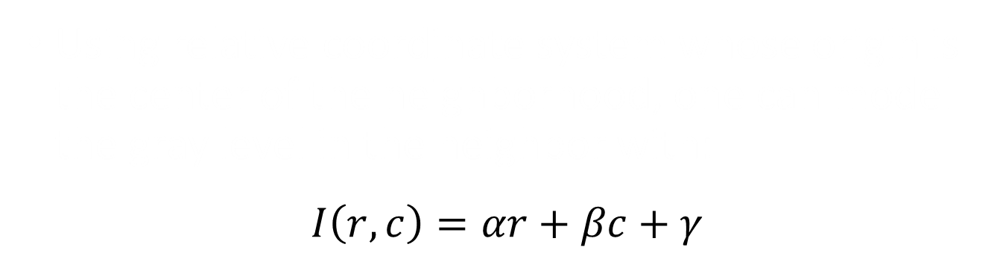 𝐼(𝑟, 𝑐) = 𝛼𝑟 + 𝛽𝑐 + 𝛾